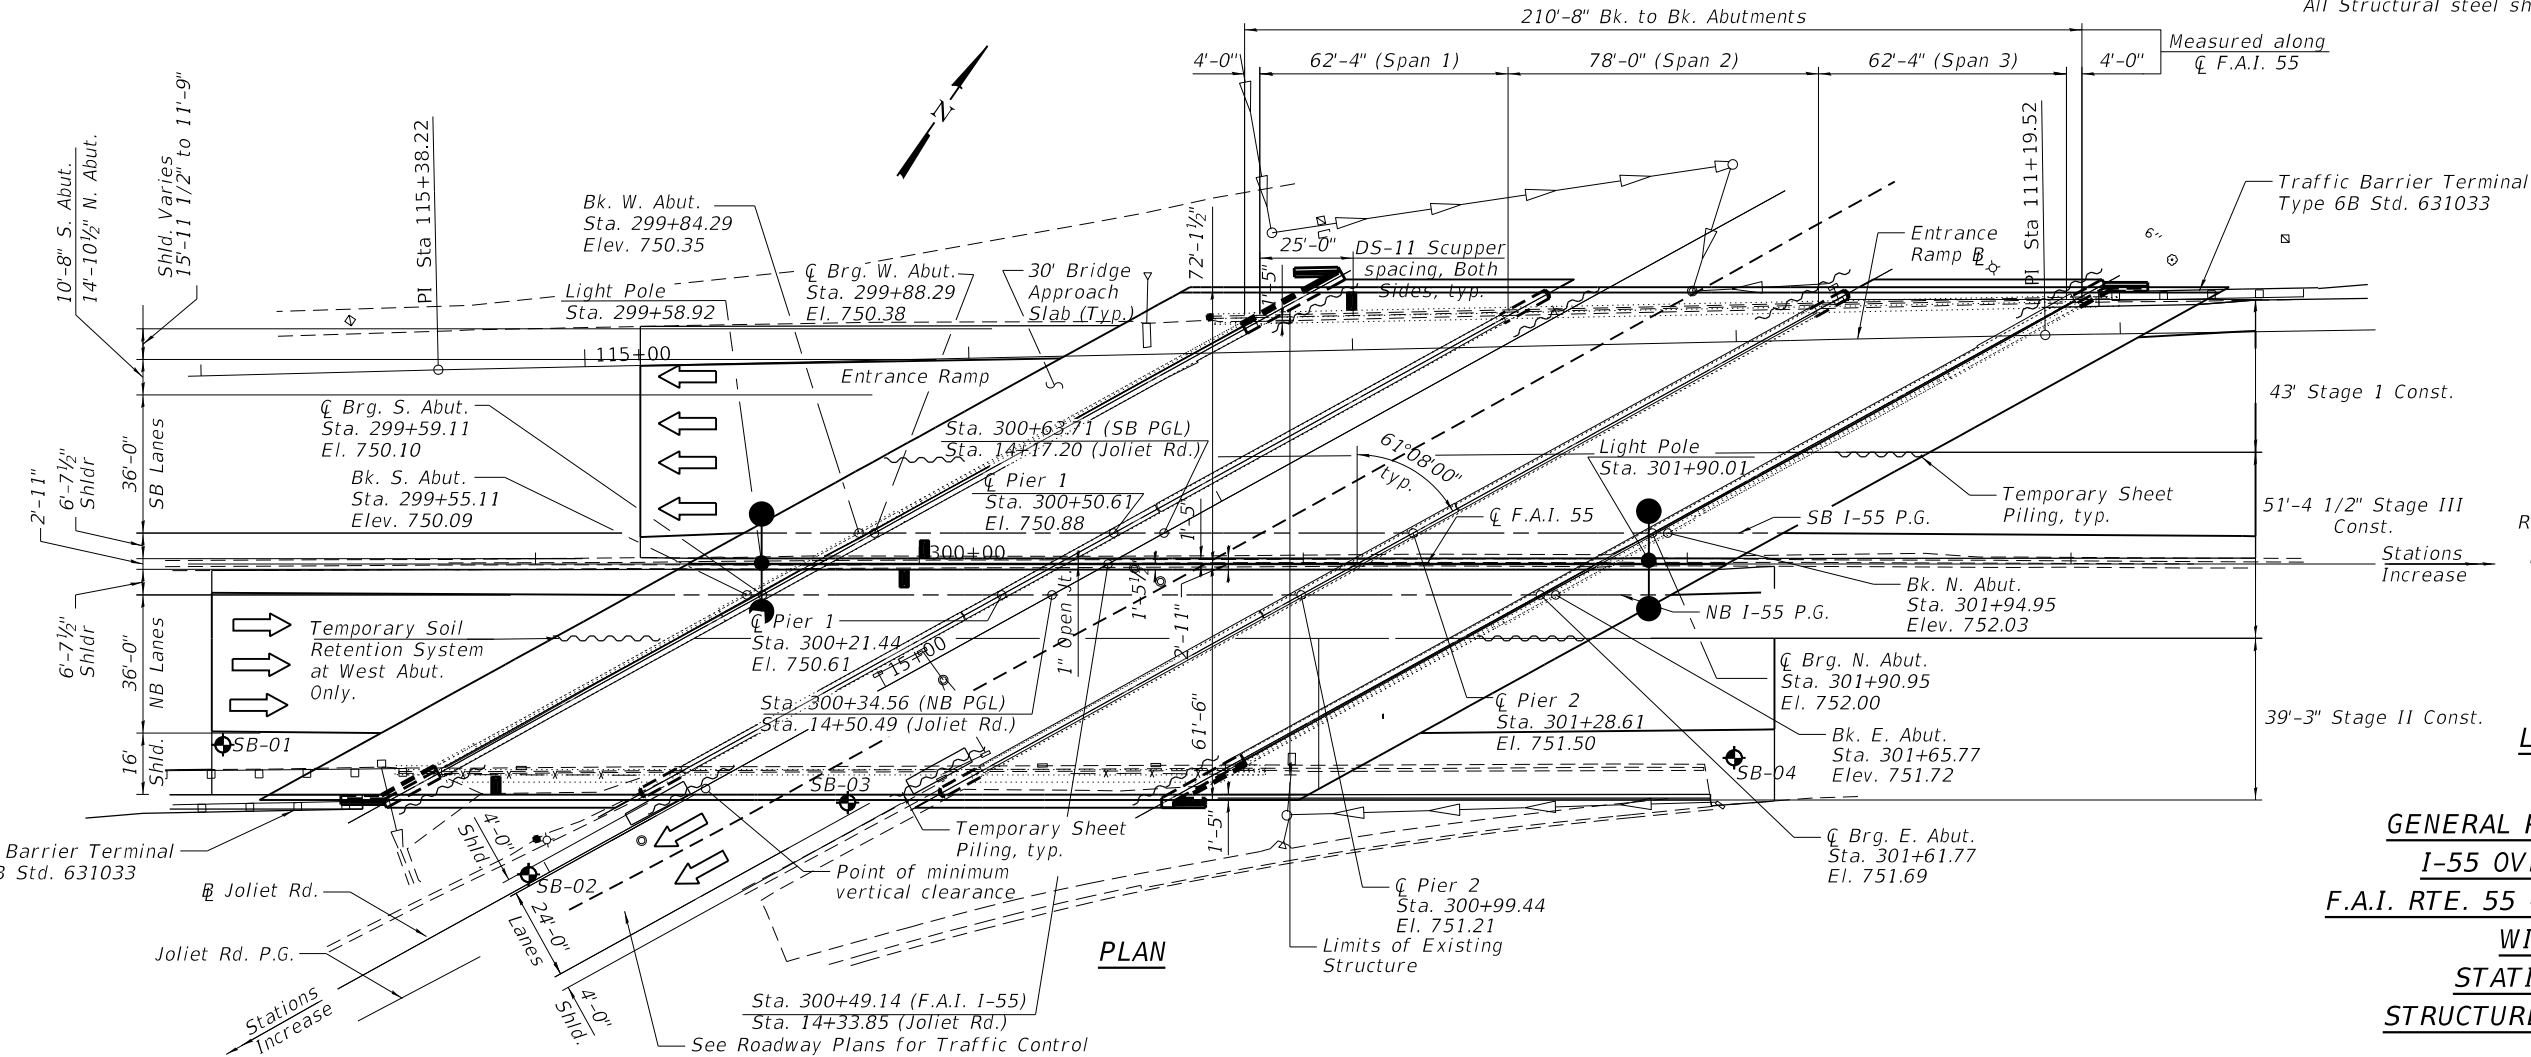 All Structural steel sh
210'-8" Bk. to Bk. Abutments
4'-0"
62'-4" (Span 1)
78'-0" (Span 2)
62'-4" (Span 3)
4'-0"
Measured along
℄ F.A.I. 55
N
10'-8" S. Abut.
14'-10½" N. Abut.
Shld. Varies
15'-11 1/2" to 11'-9"
PI Sta 115+38.22
PI Sta 111+19.52
Traffic Barrier Terminal
Type 6B Std. 631033
Bk. W. Abut.
Sta. 299+84.29
Elev. 750.35
Light Pole
Sta. 299+58.92
℄ Brg. W. Abut.
Sta. 299+88.29
El. 750.38
30' Bridge
Approach
Slab (Typ.)
72'-1½"
25'-0"
1'-5"
DS-11 Scupper
spacing, Both
Sides, typ.
Entrance
Ramp ⅊
6"
115+00
Entrance Ramp
43' Stage I Const.
℄ Brg. S. Abut.
Sta. 299+59.11
El. 750.10
Bk. S. Abut.
Sta. 299+55.11
Elev. 750.09
36'-0"
SB Lanes
6'-7½"
Shldr
2'-11"
Sta. 300+63.71 (SB PGL)
Sta. 14+17.20 (Joliet Rd.)
℄ Pier 1
Sta. 300+50.61
El. 750.88
61°08'00"
typ.
Light Pole
Sta. 301+90.01
Temporary Sheet
Piling, typ.
51'-4 1/2" Stage III
Const.
℄ F.A.I. 55
SB I-55 P.G.
1'-5"
300+00
Stations
Increase
R
6'-7½"
Shldr
36'-0"
NB Lanes
Temporary Soil
Retention System
at West Abut.
Only.
℄ Pier 1
Sta. 300+21.44
El. 750.61
15+00
1" Open Jt.
1'-5½"
2'-11"
NB I-55 P.G.
Bk. N. Abut.
Sta. 301+94.95
Elev. 752.03
℄ Brg. N. Abut.
Sta. 301+90.95
El. 752.00
℄ Pier 2
Sta. 301+28.61
El. 751.50
39'-3" Stage II Const.
Sta. 300+34.56 (NB PGL)
Sta. 14+50.49 (Joliet Rd.)
61'-6"
Bk. E. Abut.
Sta. 301+65.77
Elev. 751.72
L
SB-01
16'
Shld.
SB-03
SB-04
Barrier Terminal
B Std. 631033
4'-0"
Shld.
Temporary Sheet
Piling, typ.
1'-5"
℄ Brg. E. Abut.
Sta. 301+61.77
El. 751.69
GENERAL
I-55 OV
F.A.I. RTE. 55
WI
STATI
STRUCTURE
⅊ Joliet Rd.
SB-02
Point of minimum
vertical clearance
℄ Pier 2
Sta. 300+99.44
El. 751.21
Limits of Existing
Structure
24'-0"
Lanes
Joliet Rd. P.G.
PLAN
Stations
Increase
4'-0"
Shld.
Sta. 300+49.14 (F.A.I. I-55)
Sta. 14+33.85 (Joliet Rd.)
See Roadway Plans for Traffic Control